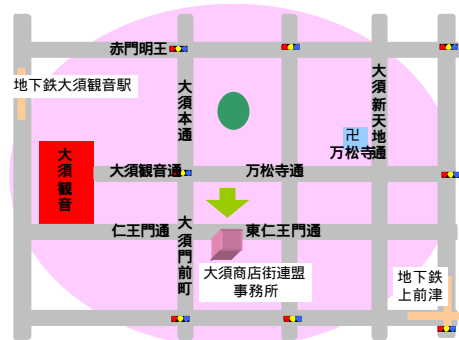 赤門明王
地下鉄大須観音駅
大須本通
大須新天地通
卍
万松寺
大須観音
大須観音通
万松寺通
仁王門通
大須門前町
東仁王門通
大須商店街連盟
事務所
地下鉄
上前津